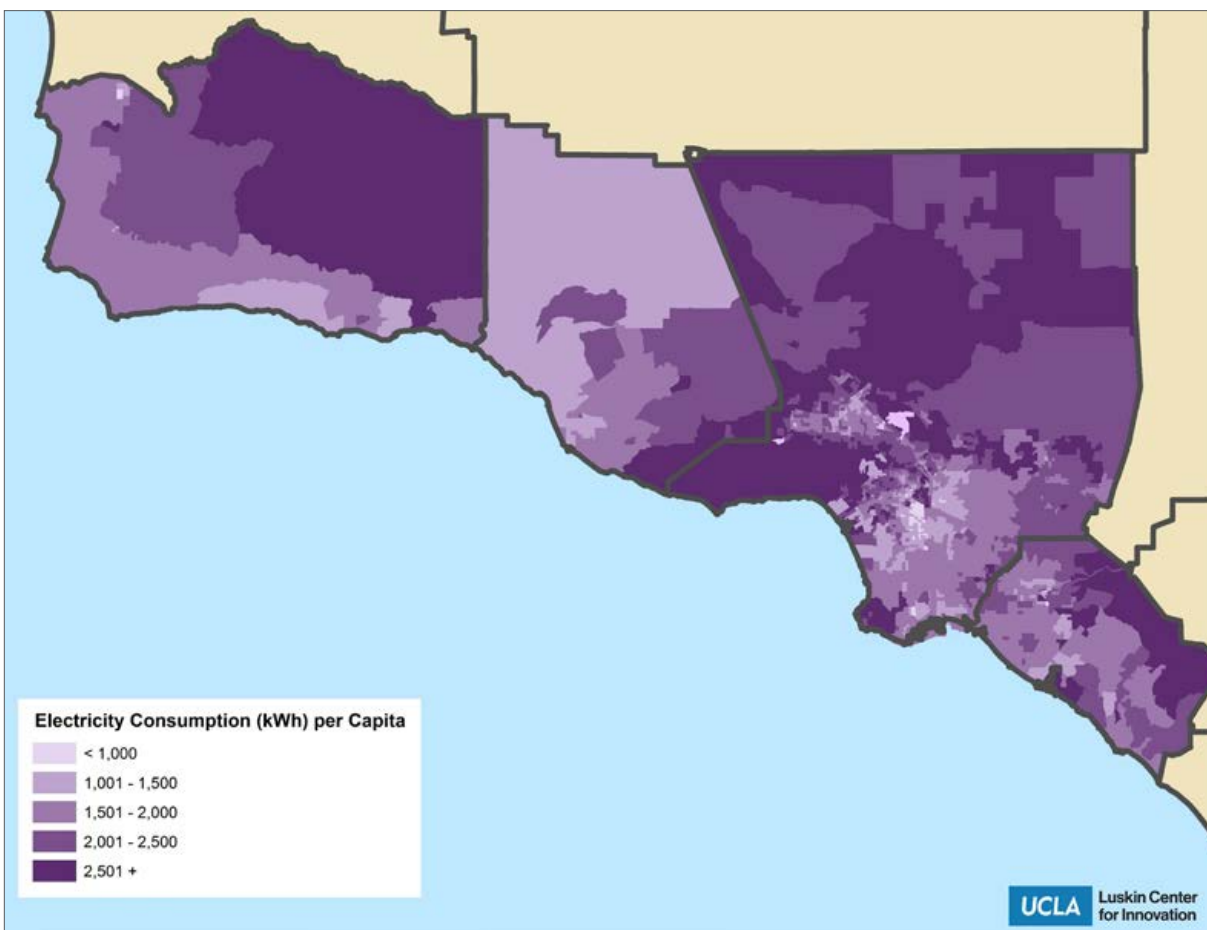 Electricity Consumption (kWh) per Capita
< 1,000
1,001 - 1,500
1,501 - 2,000
2,001 - 2,500
2,501 +
UCLA
Luskin Center
for Innovation